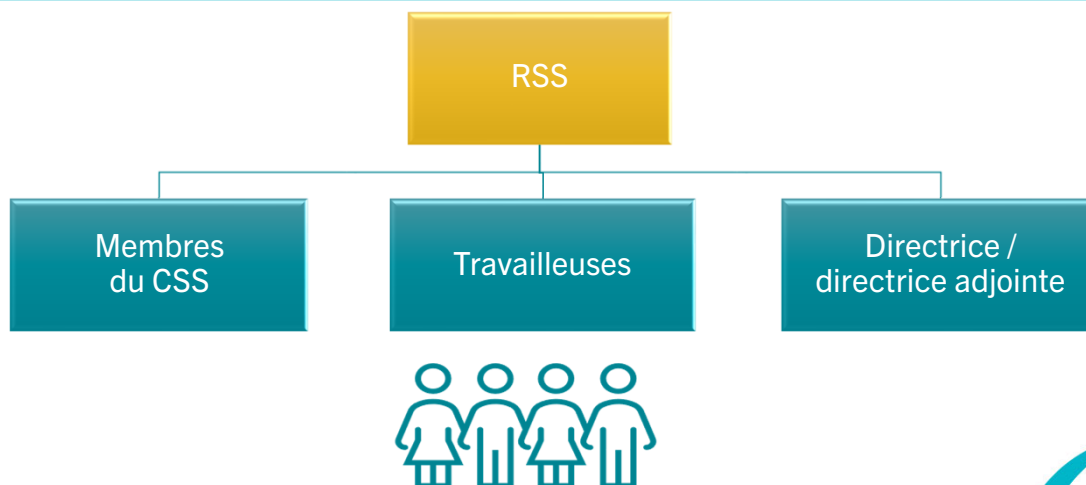 RSS
Membres
du CSS
Travailleuses
Directrice /
directrice adjointe